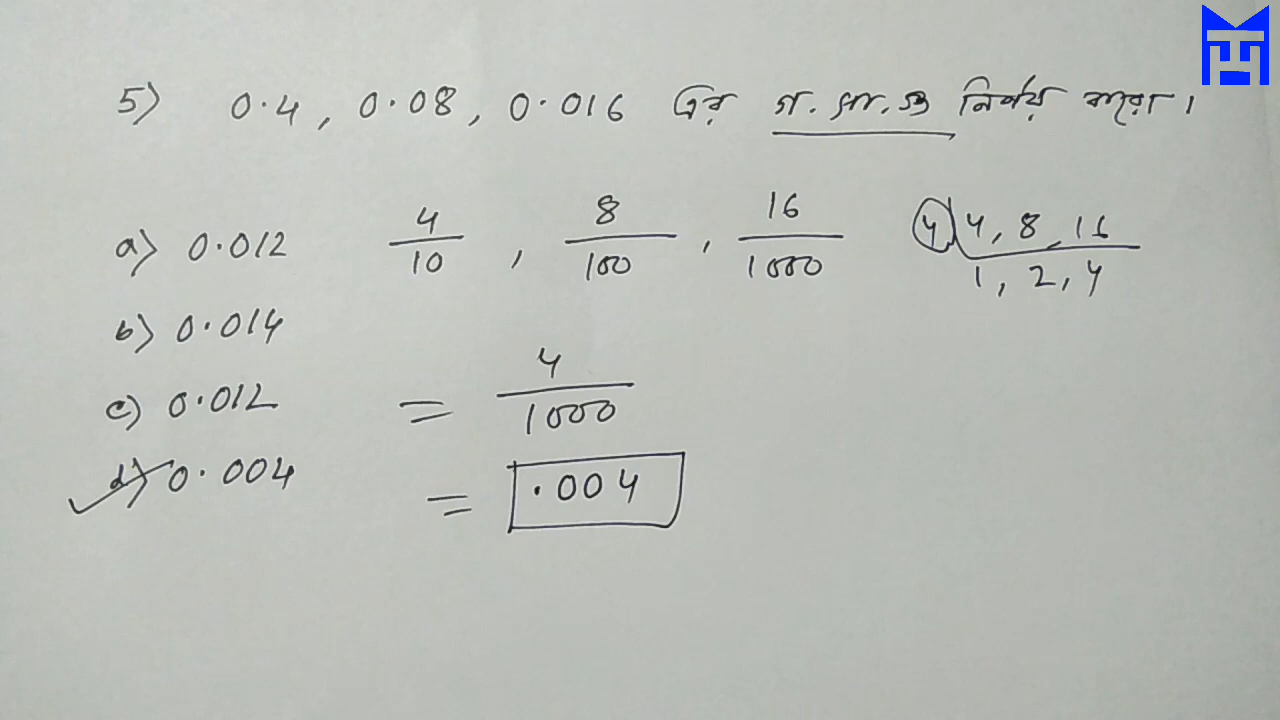 5) 0.4, 0.08, 0.016 এর গ.সা.গু নির্ণয় করো।
a) 0.012
4/10 , 8/100 , 16/1000
4) 4, 8, 16
1, 2, 4
b) 0.014
c) 0.012
= 4/1000
d) 0.004
= .004